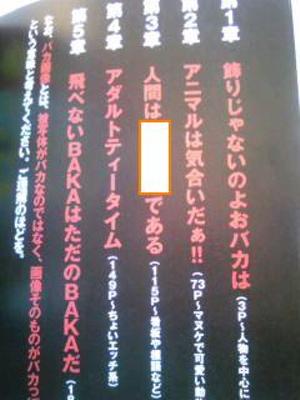 第1章 飾りじゃないのよおバカは（3P〜人物を中心に
第2章 アニマルは気合いだぁ!!（73P〜マヌケで可愛い動
第3章 人間は である（115P〜看板や標語など）
第4章 アダルトティータイム（149P〜ちょいエッチ系）
第5章 飛べないBAKAはただのBAKAだ（18
なお、バカ画像とは、被写体がバカなのではなく、画像そのものがバカっ
という意味と考えてください。ご理解のほどを。